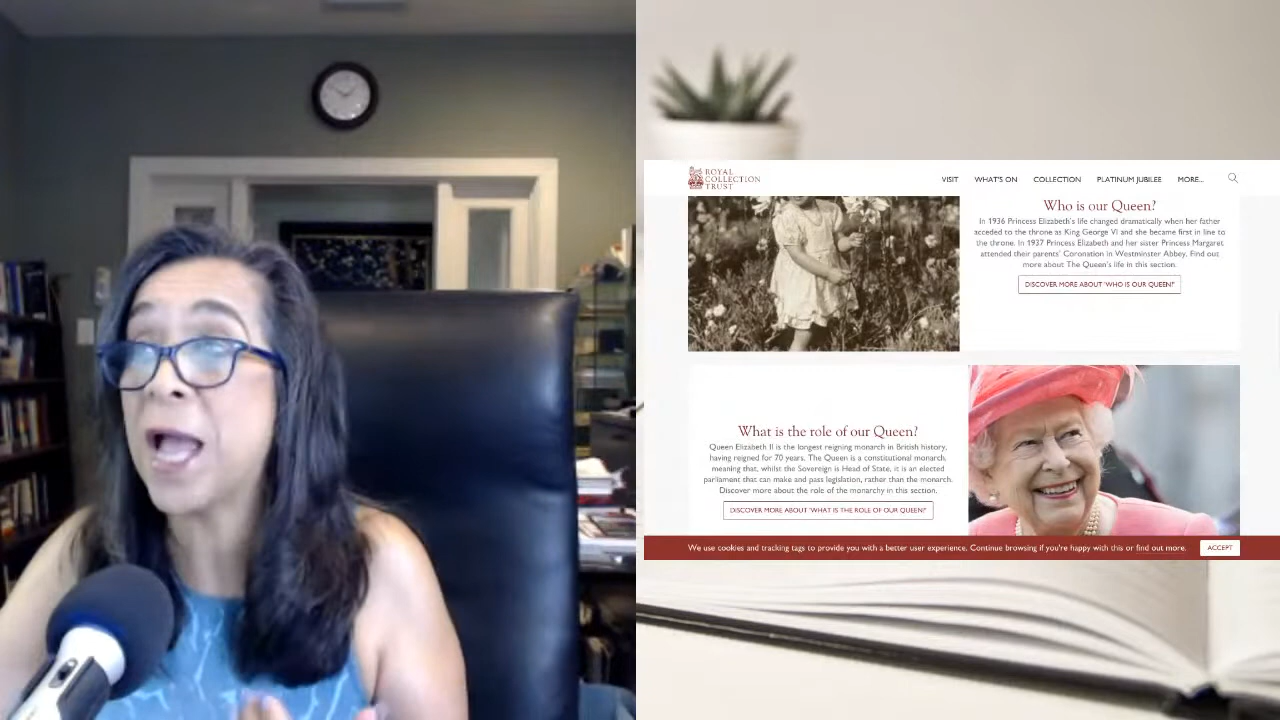 ROYAL
COLLECTION
TRUST
VISIT WHAT'S ON COLLECTION PLATINUM JUBILEE MORE...
Who is our Queen?
In 1936 Princess Elizabeth's life changed dramatically when her father
acceded to the throne as King George VI and she became first in line to
the throne. In 1937 Princess Elizabeth and her sister Princess Margaret
attended their parents' Coronation in Westminster Abbey. Find out
more about The Queen's life in this section.
DISCOVER MORE ABOUT 'WHO IS OUR QUEEN?'
What is the role of our Queen?
Queen Elizabeth II is the longest reigning monarch in British history,
having reigned for 70 years. The Queen is a constitutional monarch,
meaning that, whilst the Sovereign is Head of State, it is an elected
parliament that can make and pass legislation, rather than the monarch.
Discover more about the role of the monarchy in this section.
DISCOVER MORE ABOUT 'WHAT IS THE ROLE OF OUR QUEEN?'
We use cookies and tracking tags to provide you with a better user experience. Continue browsing if you're happy with this or find out more. ACCEPT